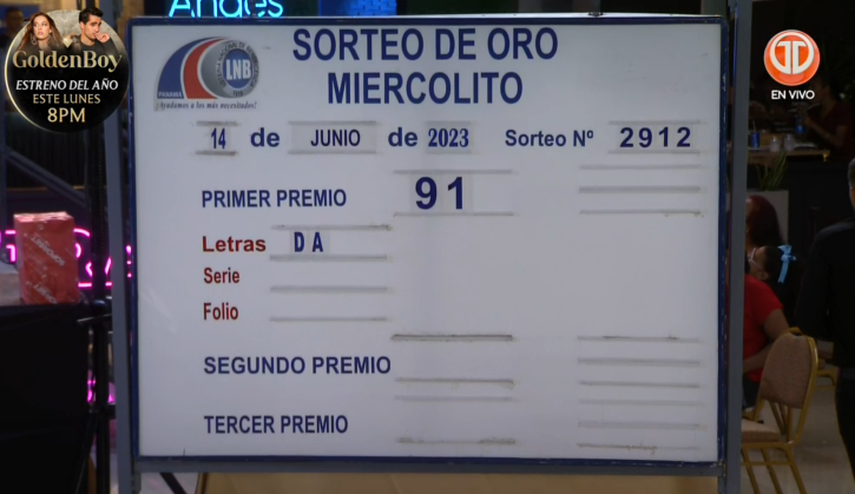 Andes
GoldenBoy
ESTRENO DEL AÑO
ESTE LUNES
8PM
EN VIVO
LNB
PANAMÁ
¡Ayudamos a los más necesitados!
SORTEO DE ORO
MIERCOLITO
14 de JUNIO de 2023 Sorteo Nº 2912
PRIMER PREMIO 91
Letras D A
Serie
Folio
SEGUNDO PREMIO
TERCER PREMIO